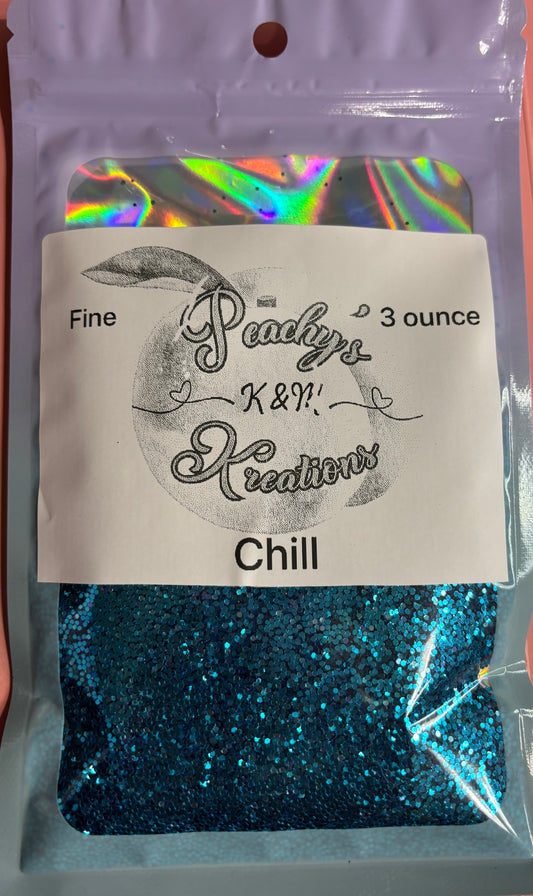 Fine
Peachy's
3 ounce
K &
Kreations
Chill